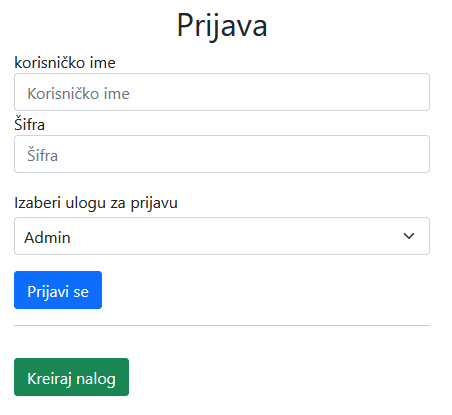 Prijava
korisničko ime
Korisničko ime
Šifra
Šifra
Izaberi ulogu za prijavu
Admin
Prijavi se
Kreiraj nalog